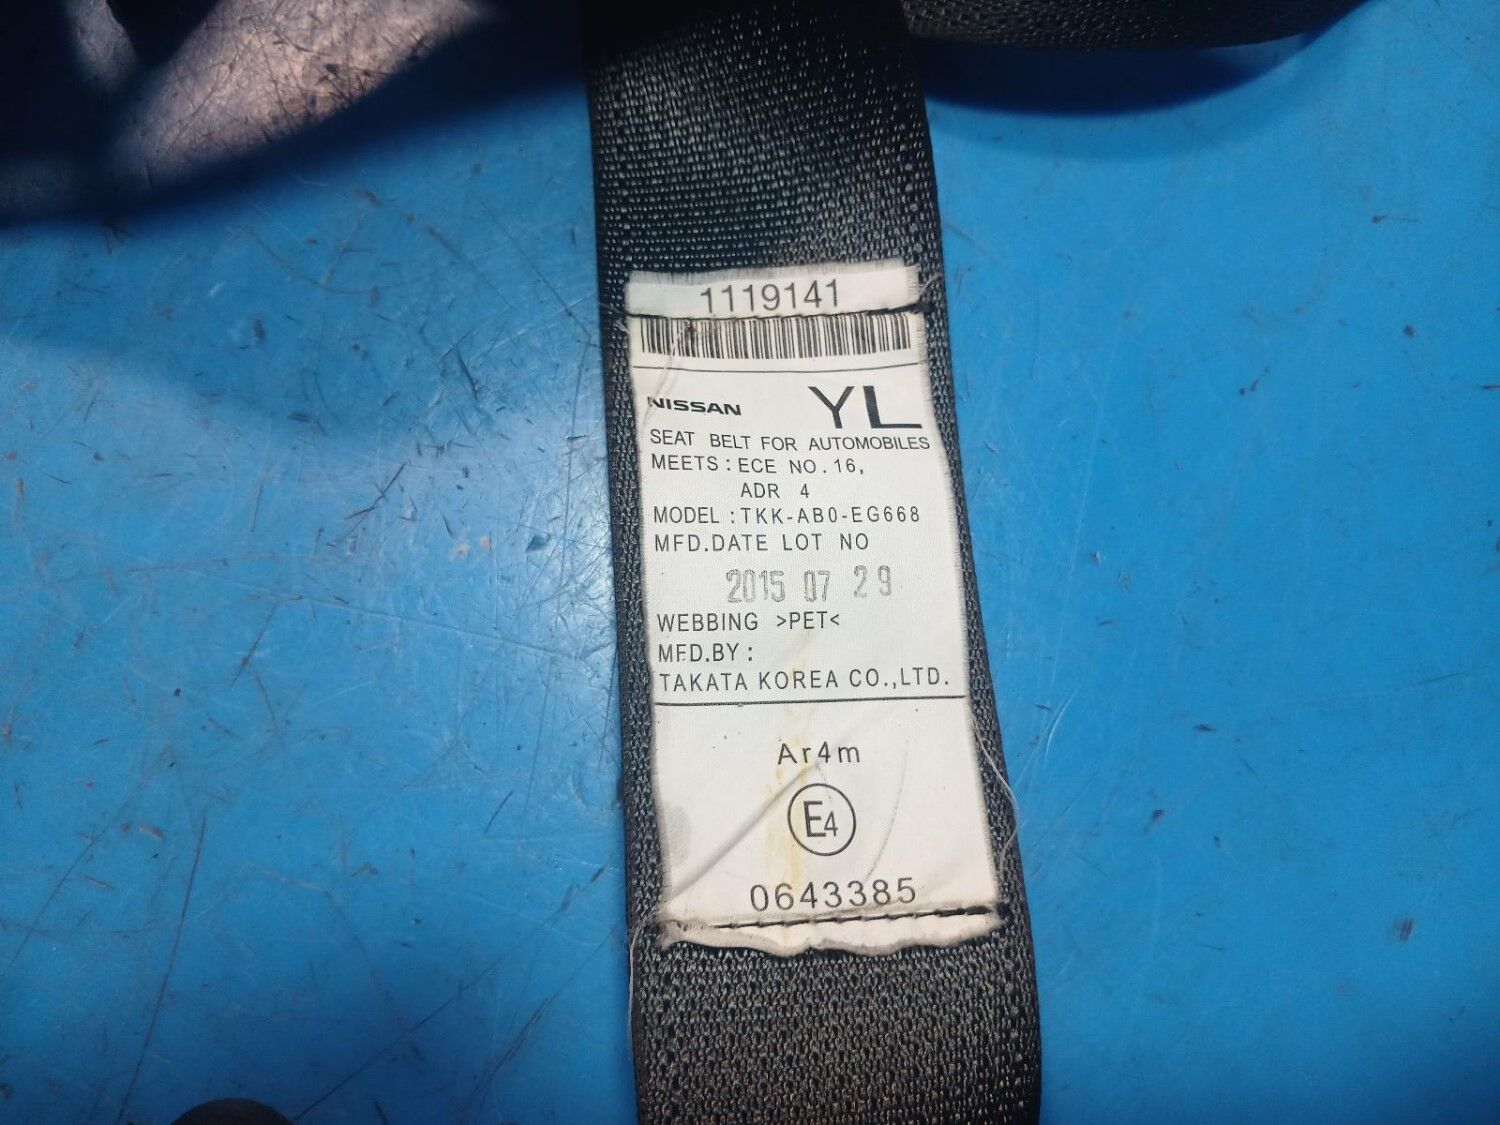 1119141
NISSAN YL
SEAT BELT FOR AUTOMOBILES
MEETS : ECE NO. 16,
ADR 4
MODEL : TKK-AB0-EG668
MFD.DATE LOT NO
2015 07 29
WEBBING >PET<
MFD.BY :
TAKATA KOREA CO.,LTD.
Ar4m
E4
0643385